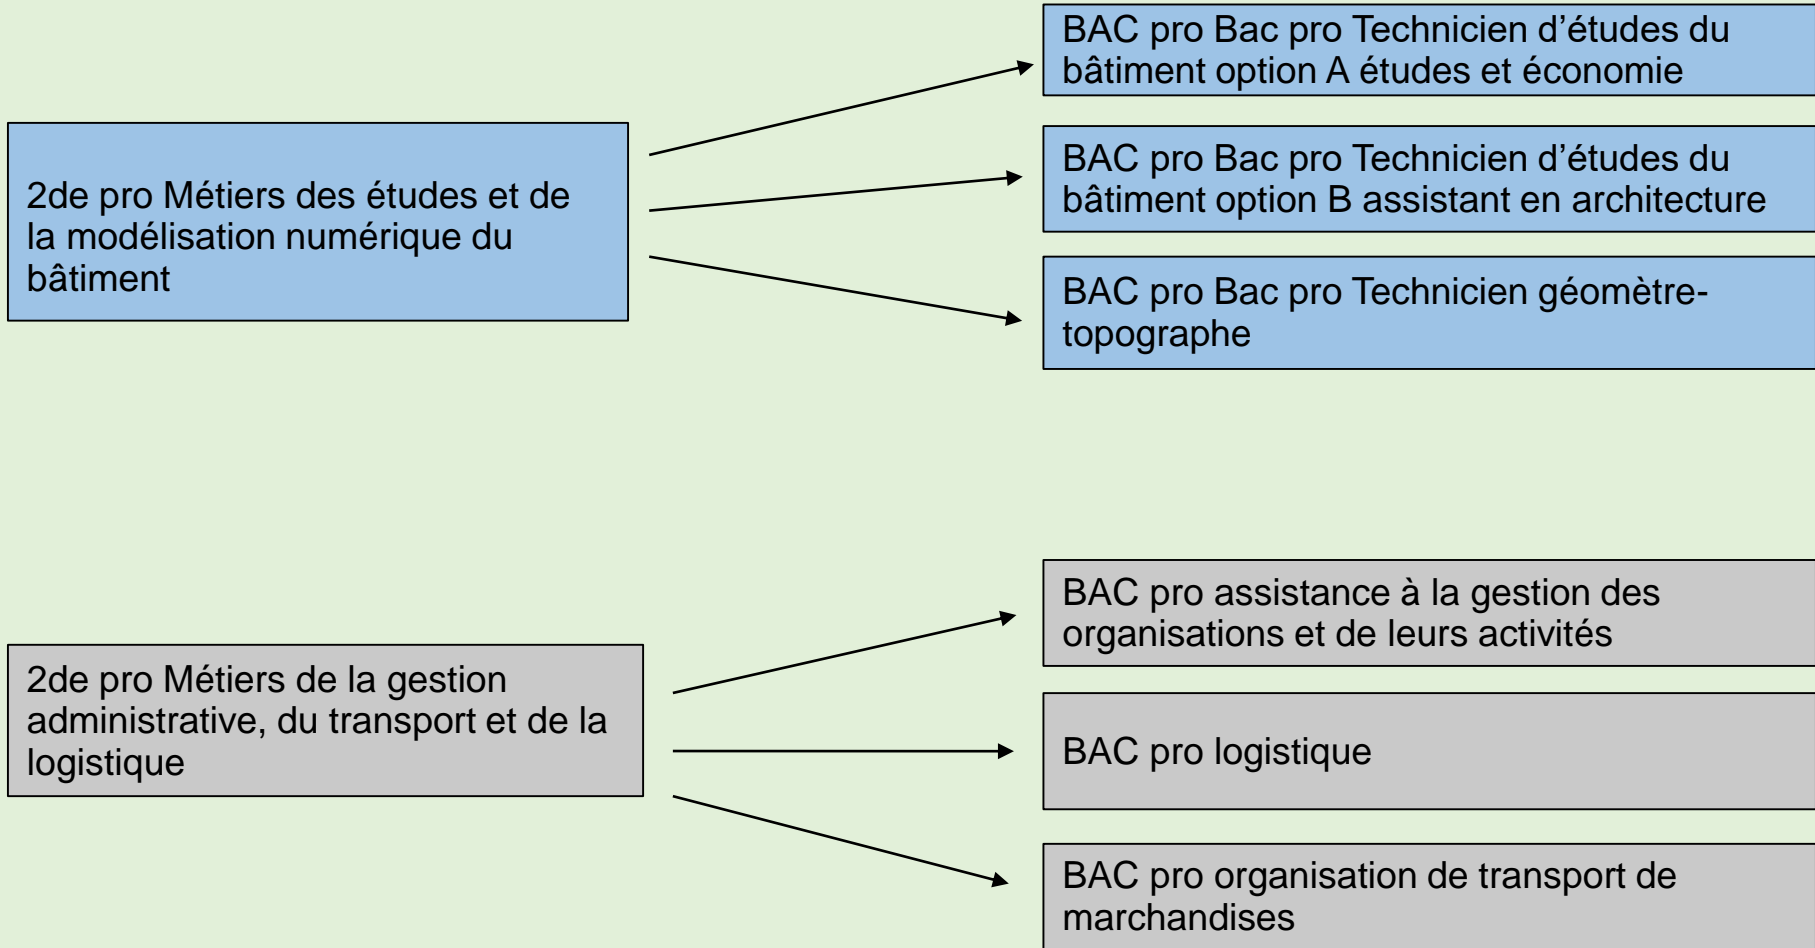 BAC pro Bac pro Technicien d’études du
bâtiment option A études et économie
2de pro Métiers des études et de
la modélisation numérique du
bâtiment
BAC pro Bac pro Technicien d’études du
bâtiment option B assistant en architecture
BAC pro Bac pro Technicien géomètre-
topographe
BAC pro assistance à la gestion des
organisations et de leurs activités
2de pro Métiers de la gestion
administrative, du transport et de la
logistique
BAC pro logistique
BAC pro organisation de transport de
marchandises